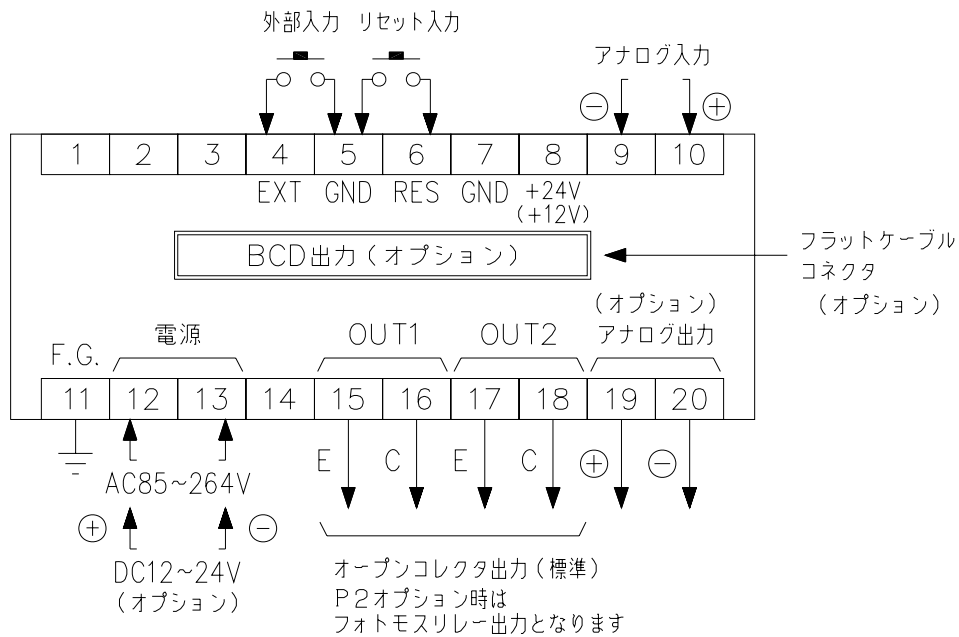 外部入力 リセット入力
アナログ入力
⊖ ⊕
1 2 3 4 5 6 7 8 9 10
EXT GND RES GND +24V
(+12V)
BCD出力(オプション)
フラットケーブル
コネクタ
(オプション)
(オプション)
電源 OUT1 OUT2 アナログ出力
F.G.
11 12 13 14 15 16 17 18 19 20
E C E C ⊕ ⊖
AC85~264V
⊕ ⊖
DC12~24V
(オプション)
オープンコレクタ出力(標準)
P2オプション時は
フォトモスリレー出力となります